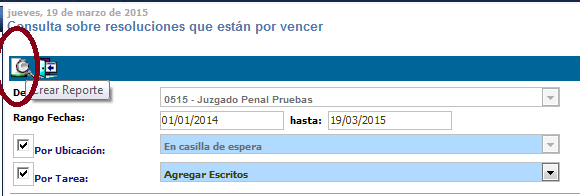 jueves, 19 de marzo de 2015
Consulta sobre resoluciones que están por vencer
Crear Reporte
0515 - Juzgado Penal Pruebas
Rango Fechas: 01/01/2014 hasta: 19/03/2015
Por Ubicación: En casilla de espera
Por Tarea: Agregar Escritos